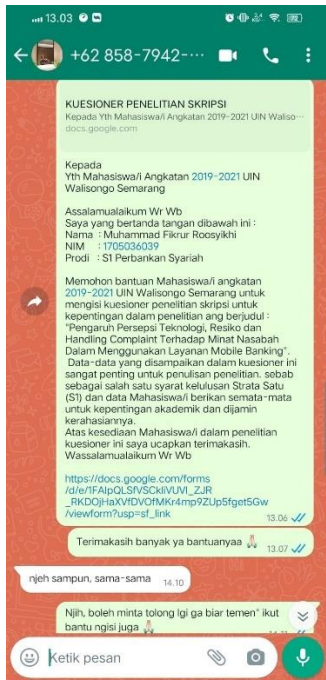 13.03
+62 858-7942-...
KUESIONER PENELITIAN SKRIPSI
Kepada Yth Mahasiswa/i Angkatan 2019-2021 UIN Waliso...
docs.google.com
Kepada
Yth Mahasiswa/i Angkatan 2019-2021 UIN
Walisongo Semarang
Assalamualaikum Wr Wb
Saya yang bertanda tangan dibawah ini :
Nama : Muhammad Fikrur Roosyikhi
NIM : 1705036039
Prodi : S1 Perbankan Syariah
Memohon bantuan Mahasiswa/i angkatan
2019-2021 UIN Walisongo Semarang untuk
mengisi kuesioner penelitian skripsi untuk
kepentingan dalam penelitian ang berjudul :
"Pengaruh Persepsi Teknologi, Resiko dan
Handling Complaint Terhadap Minat Nasabah
Dalam Menggunakan Layanan Mobile Banking".
Data-data yang disampaikan dalam kuesioner ini
sangat penting untuk penulisan penelitian. sebab
sebagai salah satu syarat kelulusan Strata Satu
(S1) dan data Mahasiswa/i berikan semata-mata
untuk kepentingan akademik dan dijamin
kerahasiannya.
Atas kesediaan Mahasiswa/i dalam penelitian
kuesioner ini saya ucapkan terimakasih.
Wassalamualaikum Wr Wb
https://docs.google.com/forms
/d/e/1FAIpQLSfVSCkliVUVI_ZJR
_RKDOjHaXVfDVOfMKr4mp9ZUp5fget5Gw
/viewform?usp=sf_link
13.06
Terimakasih banyak ya bantuanyaa
13.07
njeh sampun, sama-sama
14.10
Njih, boleh minta tolong lgi ga biar temen" ikut
bantu ngisi juga
Ketik pesan